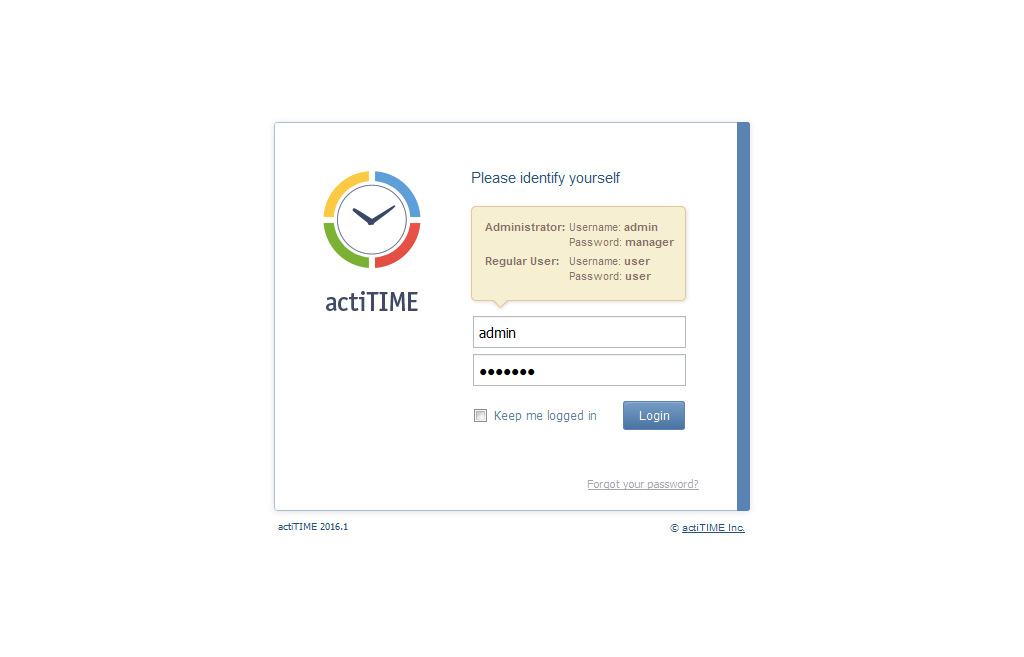 Please identify yourself
Administrator: Username: admin
Password: manager
Regular User: Username: user
Password: user
actiTIME
admin
●●●●●●●
Keep me logged in
Login
Forgot your password?
actiTIME 2016.1
© actiTIME Inc.